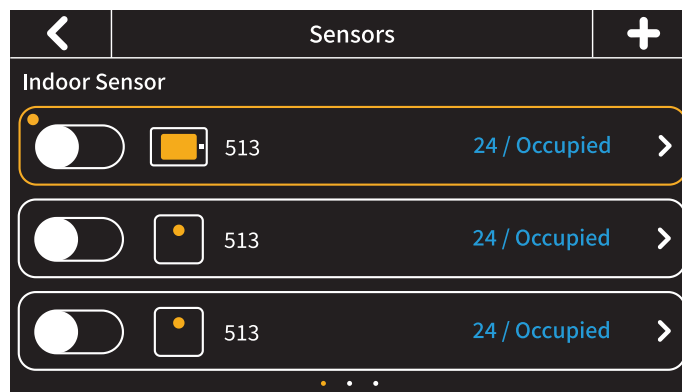 Sensors
Indoor Sensor
513 24 / Occupied
513 24 / Occupied
513 24 / Occupied